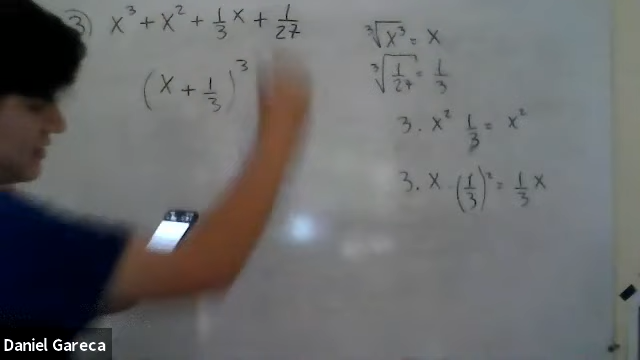 3) x³ + x² + 1/3 x + 1/27
(x + 1/3)³
∛x³ = x
∛1/27 = 1/3
3. x² 1/3 = x²
3. x (1/3)² = 1/3 x
Daniel Gareca